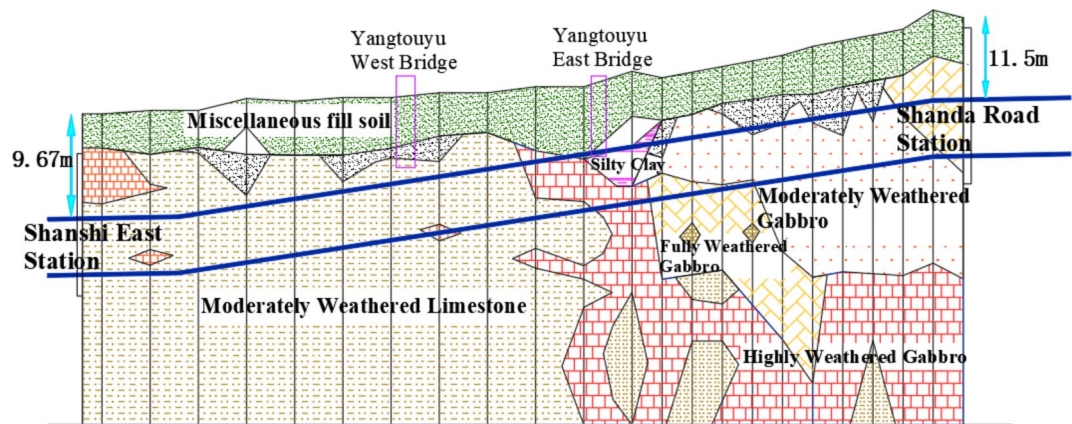 Yangtouyu
West Bridge
Yangtouyu
East Bridge
11.5m
Miscellaneous fill soil
Shanda Road
Station
9.67m
Silty Clay
Moderately Weathered
Gabbro
Shanshi East
Station
Fully Weathered
Gabbro
Moderately Weathered Limestone
Highly Weathered Gabbro